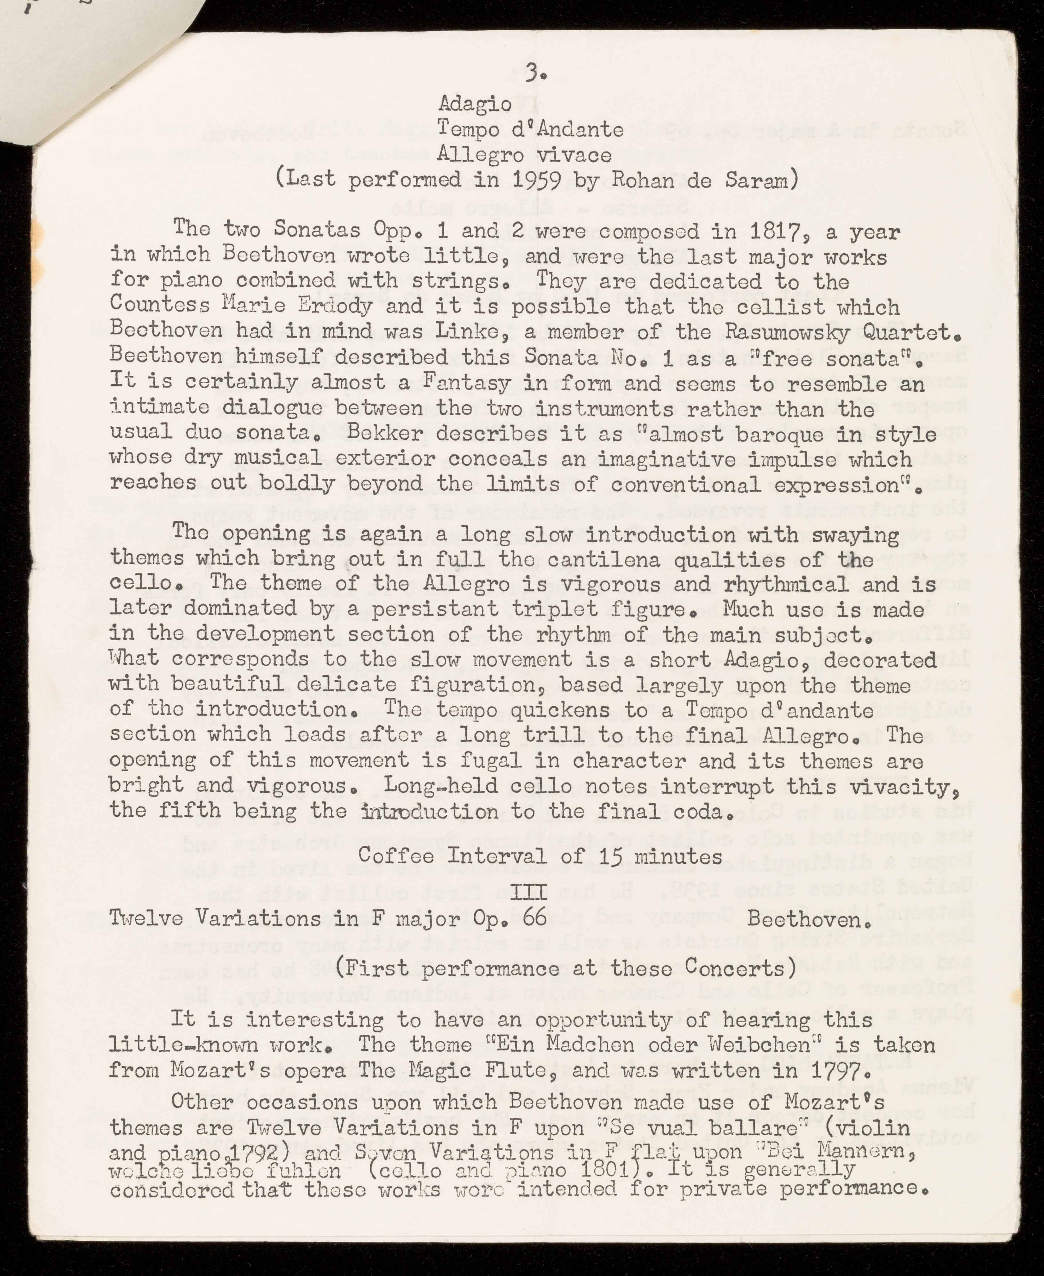 3.
Adagio
Tempo d'Andante
Allegro vivace
(Last performed in 1959 by Rohan de Saram)
The two Sonatas Opp. 1 and 2 were composed in 1817, a year
in which Beethoven wrote little, and were the last major works
for piano combined with strings. They are dedicated to the
Countess Marie Erdody and it is possible that the cellist which
Beethoven had in mind was Linke, a member of the Rasumowsky Quartet.
Beethoven himself described this Sonata No. 1 as a "free sonata".
It is certainly almost a Fantasy in form and seems to resemble an
intimate dialogue between the two instruments rather than the
usual duo sonata. Bekker describes it as "almost baroque in style
whose dry musical exterior conceals an imaginative impulse which
reaches out boldly beyond the limits of conventional expression".
The opening is again a long slow introduction with swaying
themes which bring out in full the cantilena qualities of the
cello. The theme of the Allegro is vigorous and rhythmical and is
later dominated by a persistant triplet figure. Much use is made
in the development section of the rhythm of the main subject.
What corresponds to the slow movement is a short Adagio, decorated
with beautiful delicate figuration, based largely upon the theme
of the introduction. The tempo quickens to a Tempo d'andante
section which leads after a long trill to the final Allegro. The
opening of this movement is fugal in character and its themes are
bright and vigorous. Long-held cello notes interrupt this vivacity,
the fifth being the introduction to the final coda.
Coffee Interval of 15 minutes
III
Twelve Variations in F major Op. 66 Beethoven.
(First performance at these Concerts)
It is interesting to have an opportunity of hearing this
little-known work. The theme "Ein Madchen oder Weibchen" is taken
from Mozart's opera The Magic Flute, and was written in 1797.
Other occasions upon which Beethoven made use of Mozart's
themes are Twelve Variations in F upon "Se vual ballare" (violin
and piano,1792) and Seven Variations in F flat upon "Bei Mannern,
welche liebe fuhlen (cello and piano 1801). It is generally
considered that these works were intended for private performance.